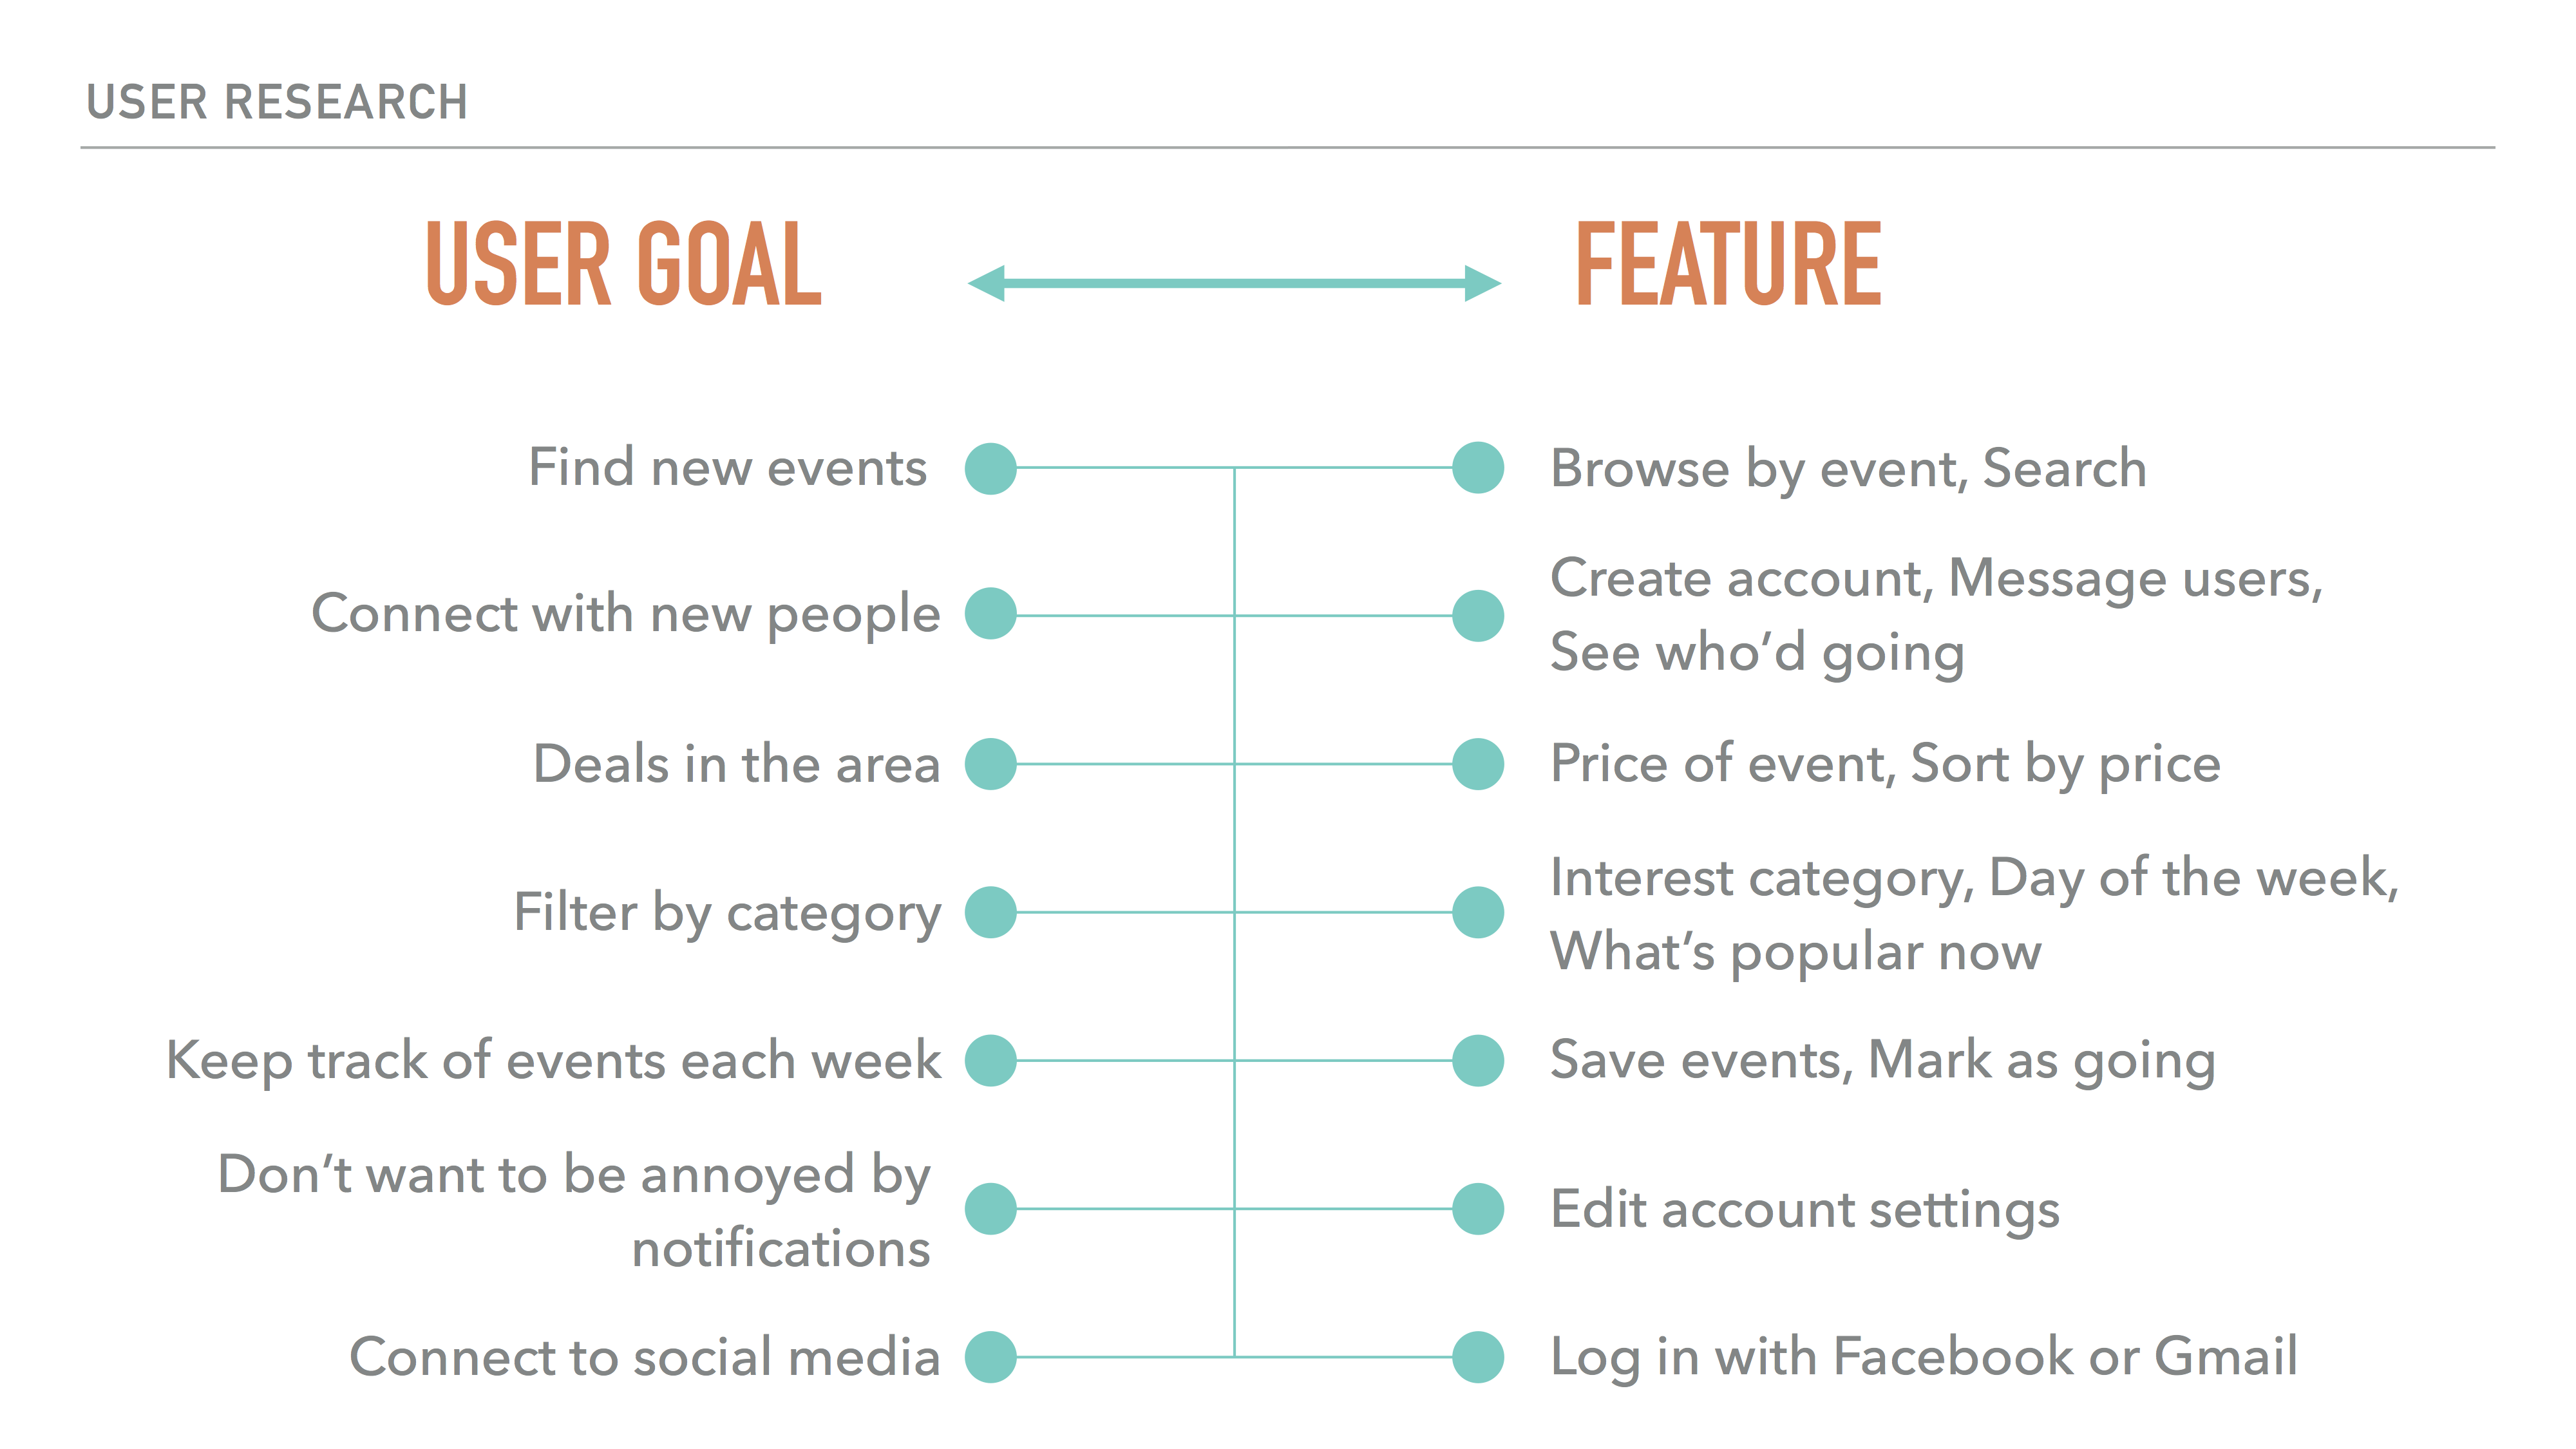 USER RESEARCH
USER GOAL
FEATURE
Find new events
Browse by event, Search
Connect with new people
Create account, Message users,
See who’d going
Deals in the area
Price of event, Sort by price
Filter by category
Interest category, Day of the week,
What’s popular now
Keep track of events each week
Save events, Mark as going
Don’t want to be annoyed by
notifications
Edit account settings
Connect to social media
Log in with Facebook or Gmail